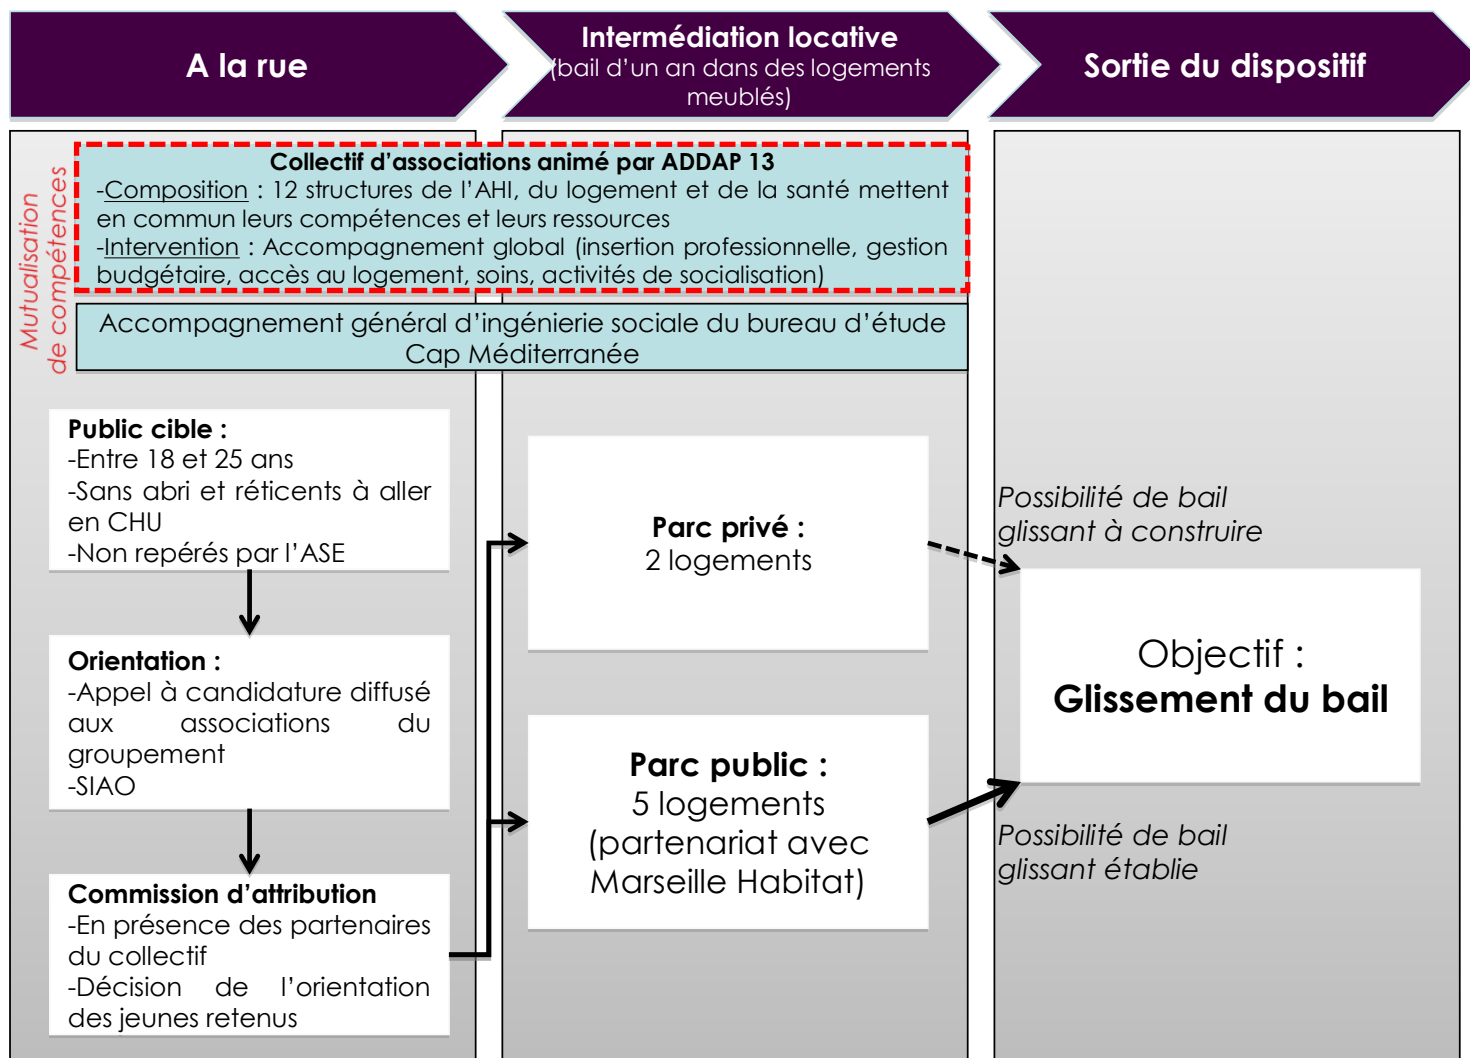 A la rue
Intermédiation locative
(bail d’un an dans des logements
meublés)
Sortie du dispositif
Mutualisation
de compétences
Collectif d’associations animé par ADDAP 13
-Composition : 12 structures de l’AHI, du logement et de la santé mettent
en commun leurs compétences et leurs ressources
-Intervention : Accompagnement global (insertion professionnelle, gestion
budgétaire, accès au logement, soins, activités de socialisation)
Accompagnement général d’ingénierie sociale du bureau d’étude
Cap Méditerranée
Public cible :
-Entre 18 et 25 ans
-Sans abri et réticents à aller
en CHU
-Non repérés par l’ASE
Orientation :
-Appel à candidature diffusé
aux associations du
groupement
-SIAO
Commission d’attribution
-En présence des partenaires
du collectif
-Décision de l’orientation
des jeunes retenus
Parc privé :
2 logements
Parc public :
5 logements
(partenariat avec
Marseille Habitat)
Possibilité de bail
glissant à construire
Objectif :
Glissement du bail
Possibilité de bail
glissant établie